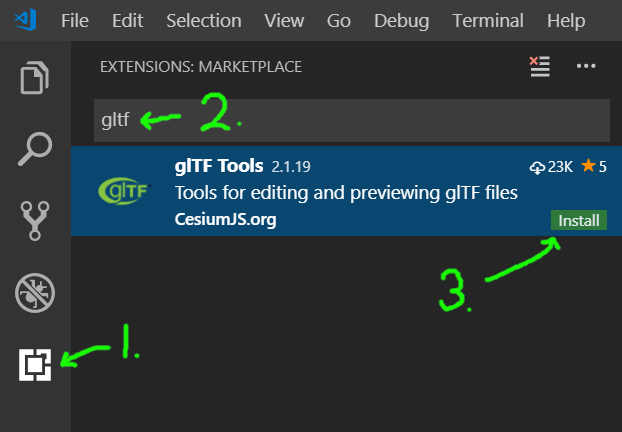 File Edit Selection View Go Debug Terminal Help
EXTENSIONS: MARKETPLACE
gltf 2.
glTF Tools 2.1.19 23K 5
glTF
Tools for editing and previewing glTF files
CesiumJS.org Install
3.
1.